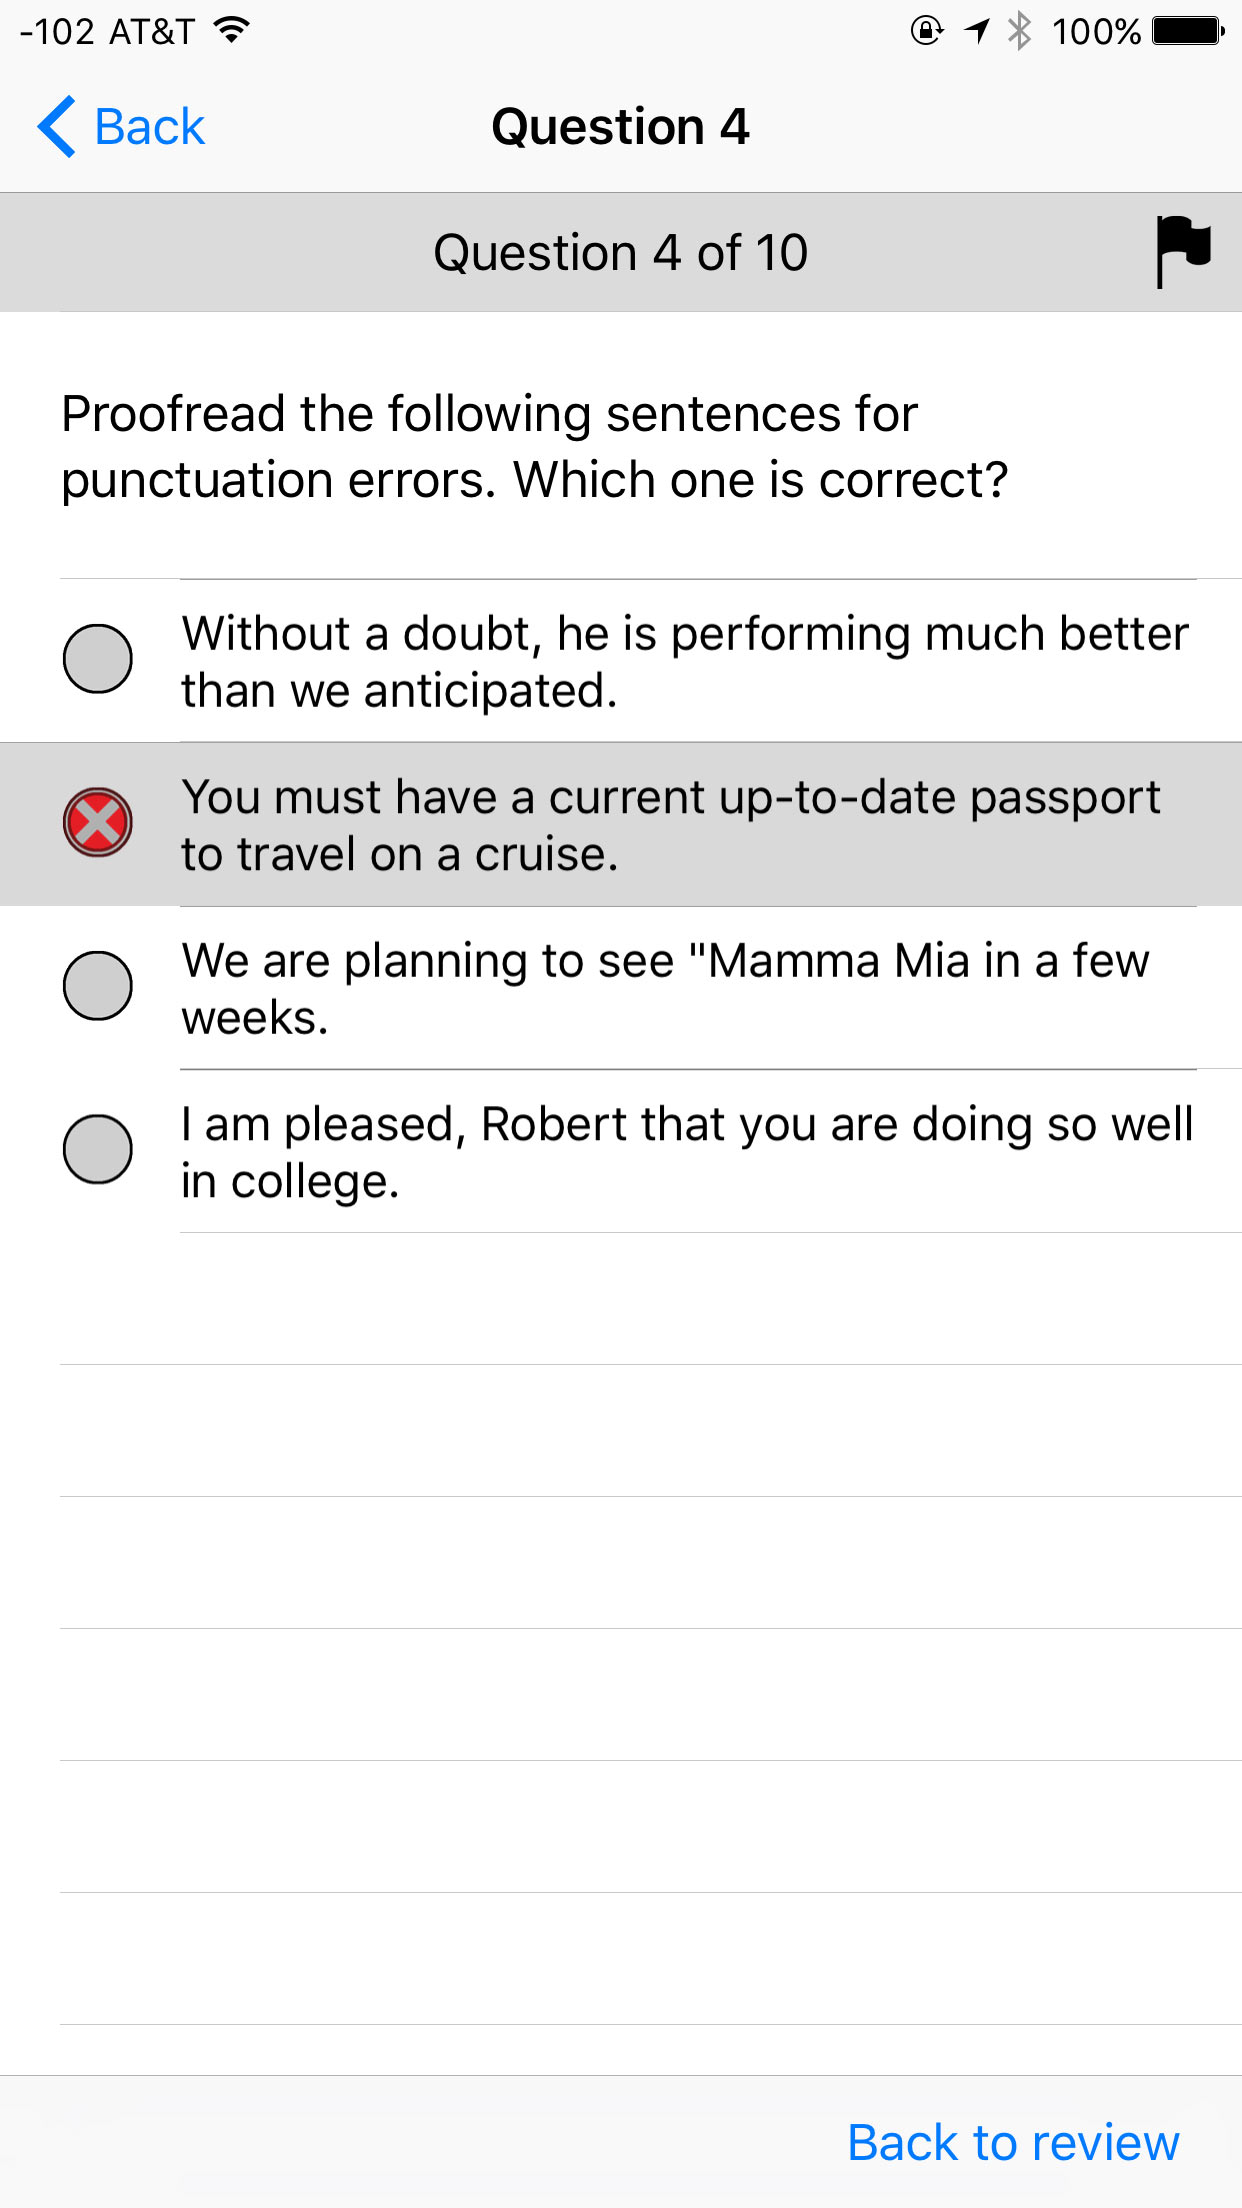 -102 AT&T 100%
Back Question 4
Question 4 of 10
Proofread the following sentences for
punctuation errors. Which one is correct?
Without a doubt, he is performing much better
than we anticipated.
You must have a current up-to-date passport
to travel on a cruise.
We are planning to see "Mamma Mia in a few
weeks.
I am pleased, Robert that you are doing so well
in college.
Back to review